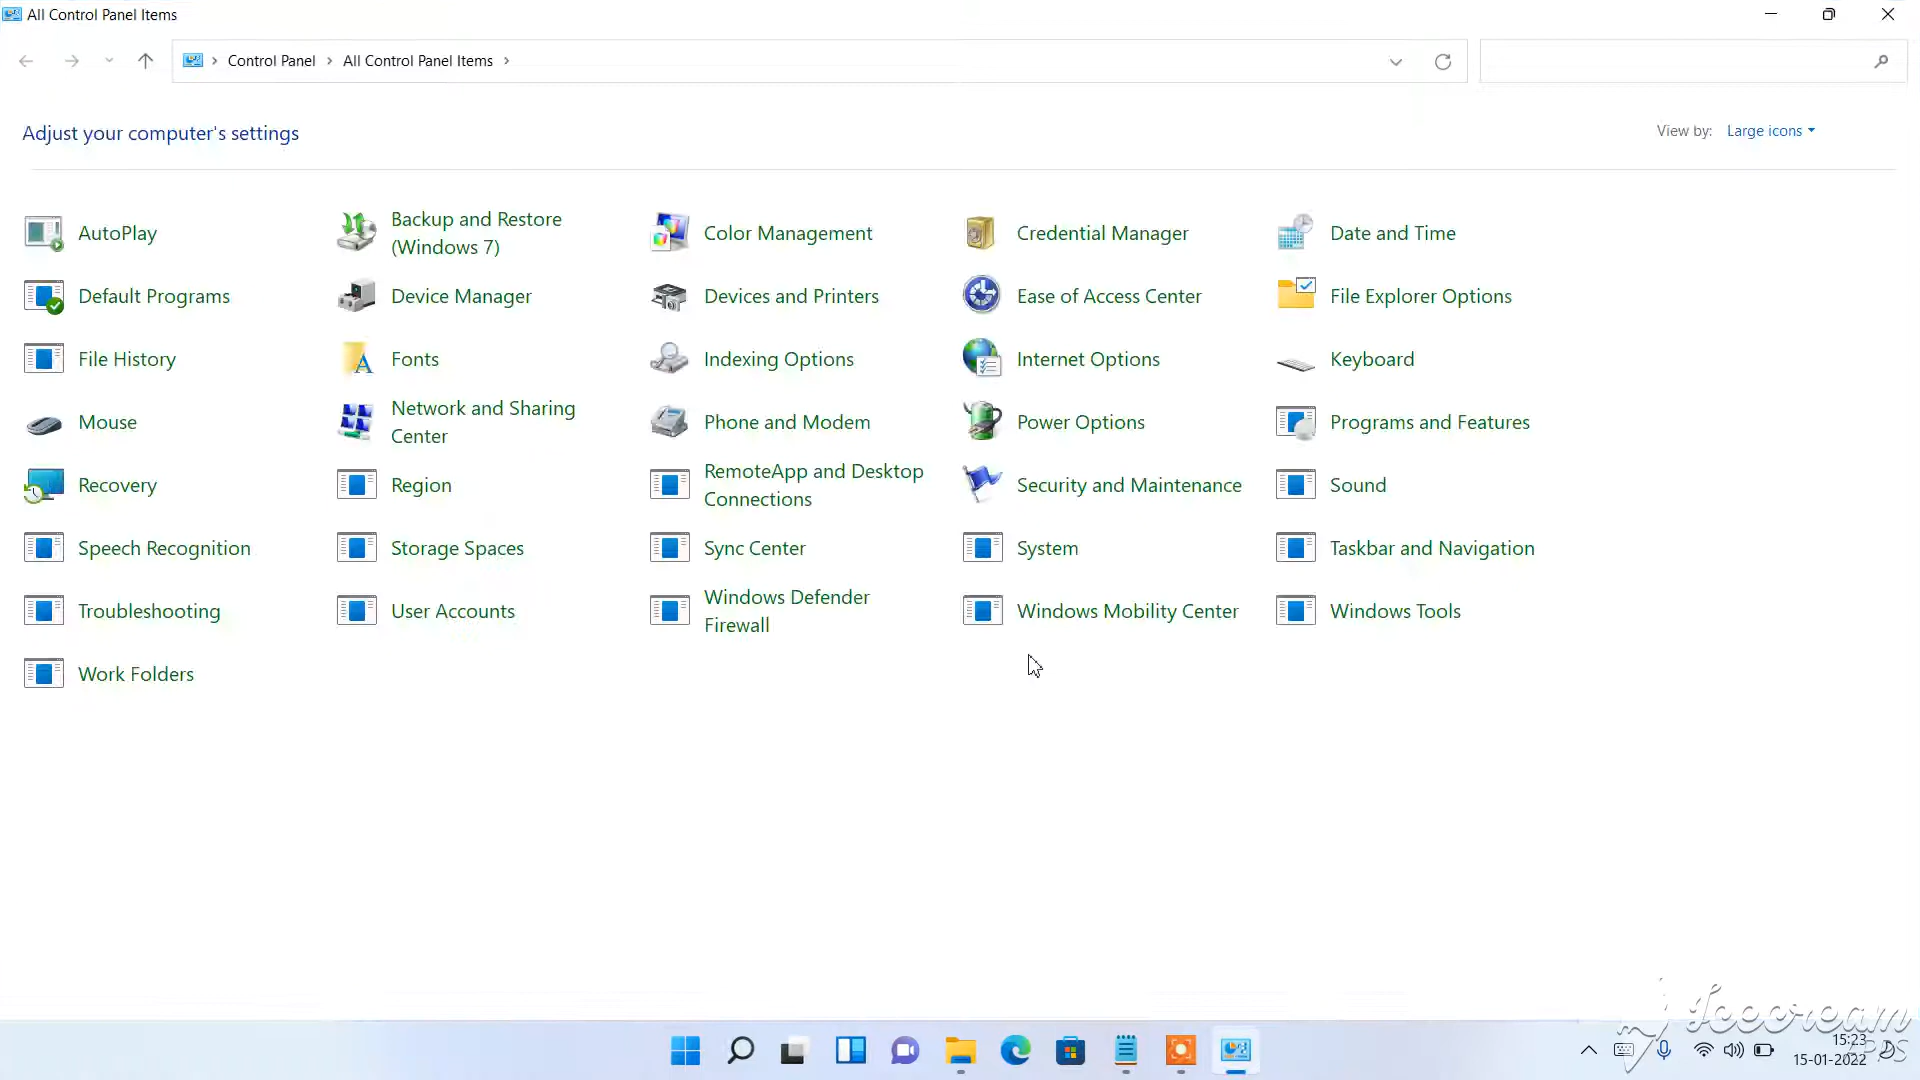 All Control Panel Items
Control Panel
All Control Panel Items
Adjust your computer's settings
View by:
Large icons
AutoPlay
Backup and Restore
(Windows 7)
Color Management
Credential Manager
Date and Time
Default Programs
Device Manager
Devices and Printers
Ease of Access Center
File Explorer Options
File History
Fonts
Indexing Options
Internet Options
Keyboard
Mouse
Network and Sharing
Center
Phone and Modem
Power Options
Programs and Features
Recovery
Region
RemoteApp and Desktop
Connections
Security and Maintenance
Sound
Speech Recognition
Storage Spaces
Sync Center
System
Taskbar and Navigation
Troubleshooting
User Accounts
Windows Defender
Firewall
Windows Mobility Center
Windows Tools
Work Folders
Icecream
APPS
15:23
15-01-2022